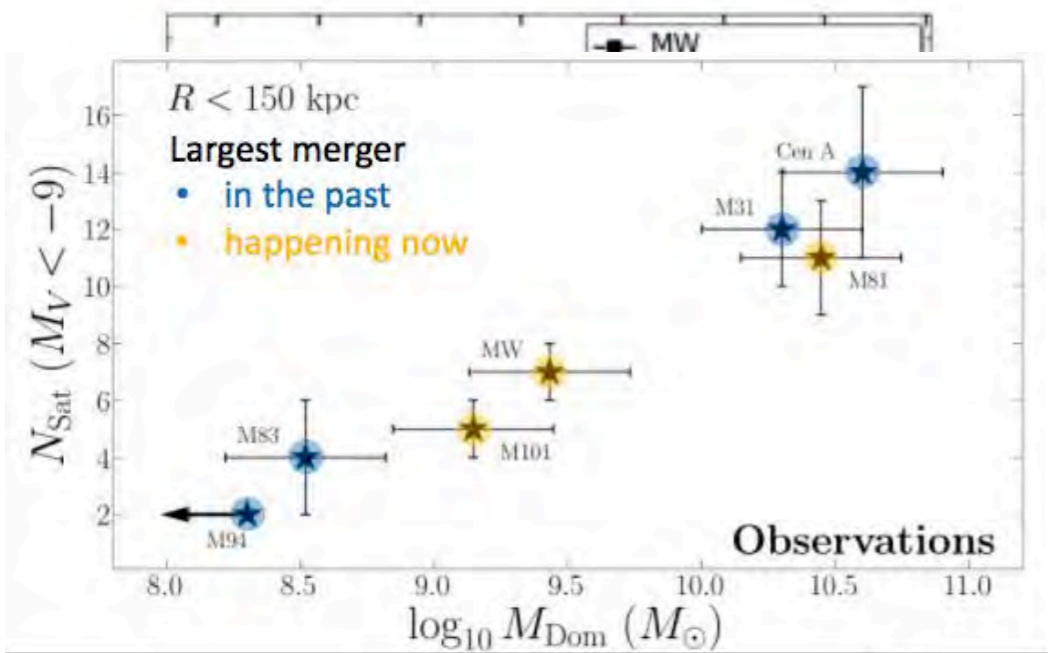 MW
R < 150 kpc
Largest merger
• in the past
• happening now
Cen A
M31
M81
MW
M101
M83
M94
Observations
N_Sat (M_V < −9)
16
14
12
10
8
6
4
2
8.0 8.5 9.0 9.5 10.0 10.5 11.0
log₁₀ M_Dom (M_⊙)